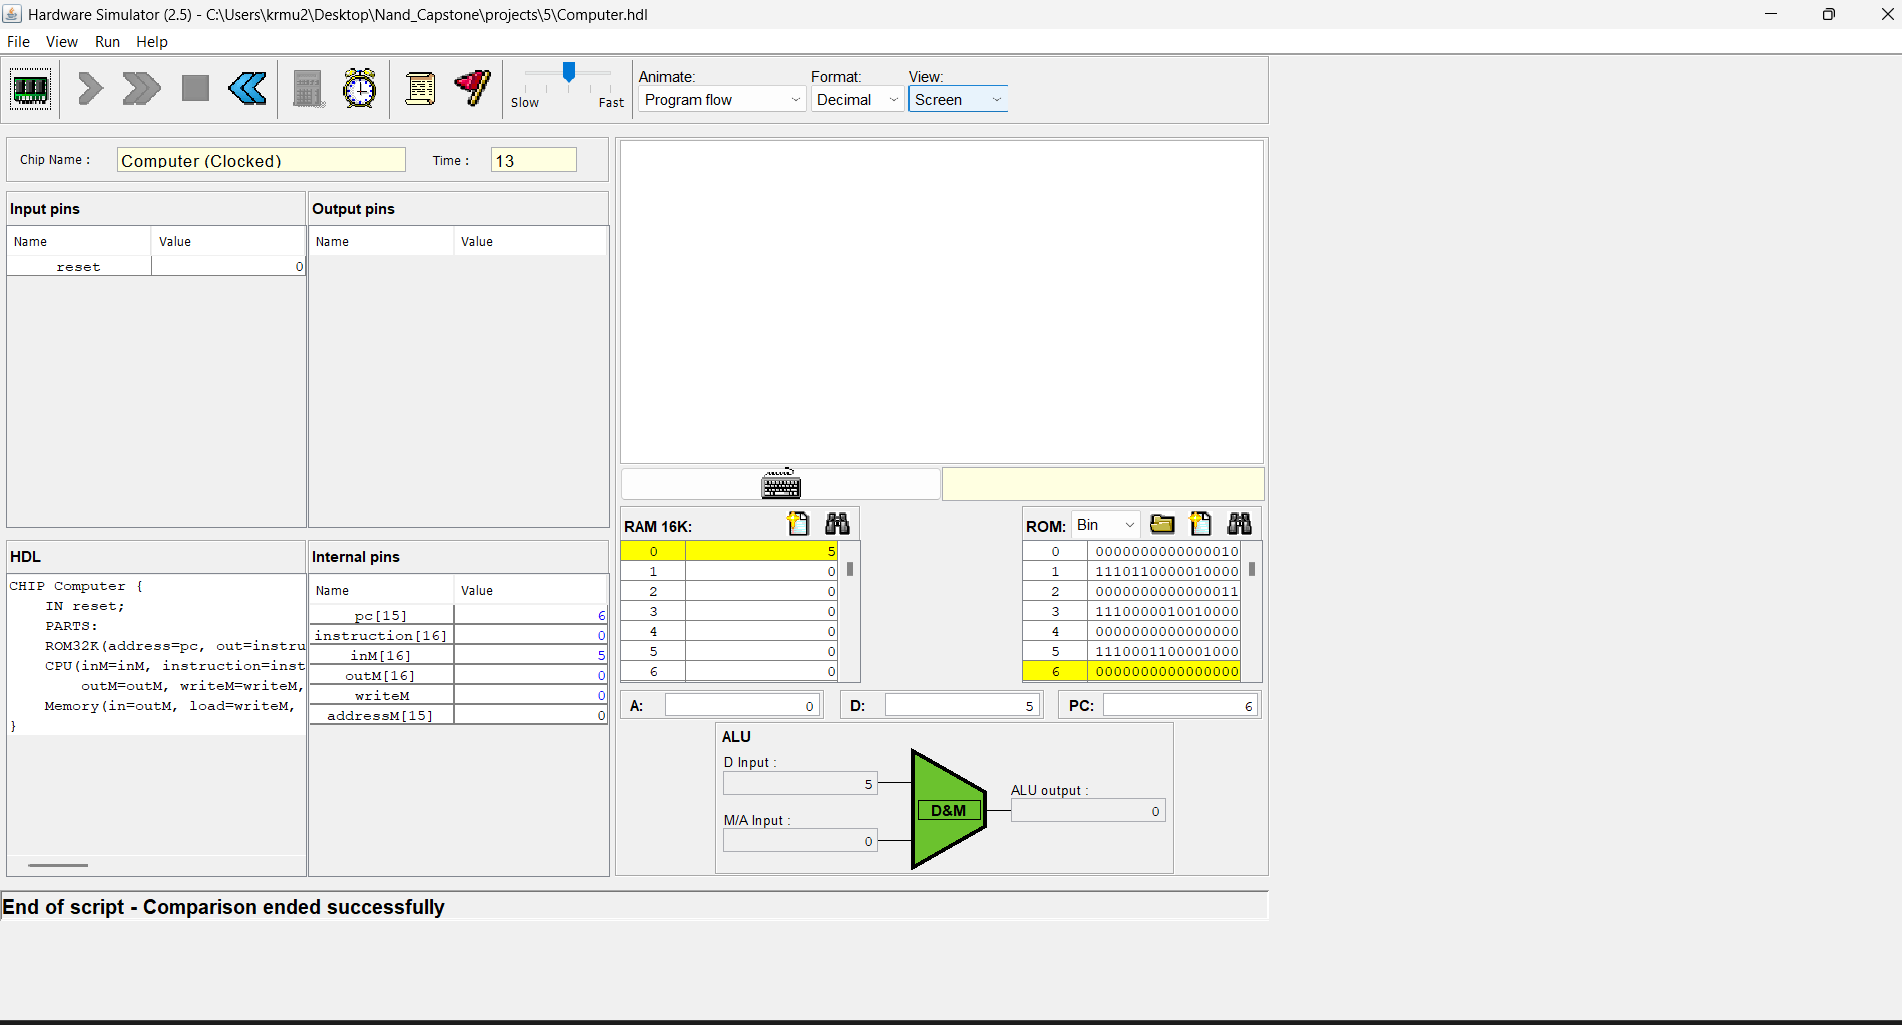 Hardware Simulator (2.5) - C:\Users\krmu2\Desktop\Nand_Capstone\projects\5\Computer.hdl
File View Run Help
Slow Fast
Animate: Format: View:
Program flow Decimal Screen
Chip Name : Computer (Clocked) Time : 13
Input pins
Name Value
reset 0
Output pins
Name Value
HDL
CHIP Computer {
IN reset;
PARTS:
ROM32K(address=pc, out=instru
CPU(inM=inM, instruction=inst
outM=outM, writeM=writeM,
Memory(in=outM, load=writeM,
}
Internal pins
Name Value
pc[15] 6
instruction[16] 0
inM[16] 5
outM[16] 0
writeM 0
addressM[15] 0
RAM 16K:
0 5
1 0
2 0
3 0
4 0
5 0
6 0
ROM: Bin
0 0000000000000010
1 1110110000010000
2 0000000000000011
3 1110000010010000
4 0000000000000000
5 1110001100001000
6 0000000000000000
A: 0 D: 5 PC: 6
ALU
D Input :
5
M/A Input :
0
D&M
ALU output :
0
End of script - Comparison ended successfully